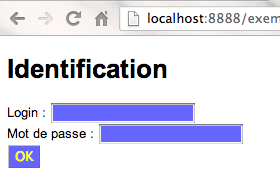 localhost:8888/exem
Identification
Login :
Mot de passe :
OK